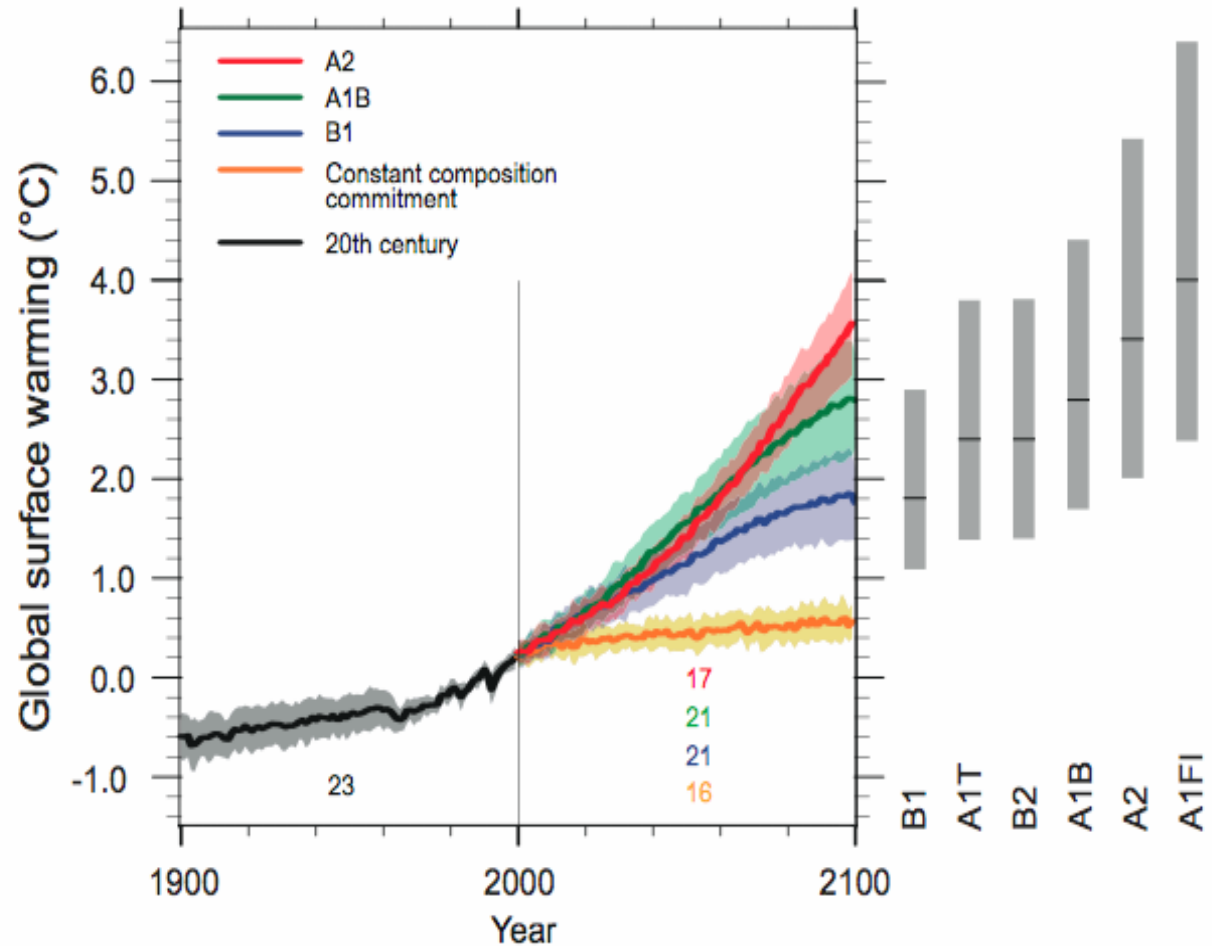 A2
A1B
B1
Constant composition
commitment
20th century
Global surface warming (°C)
6.0
5.0
4.0
3.0
2.0
1.0
0.0
-1.0
17
21
21
16
23
1900
2000
2100
Year
B1
A1T
B2
A1B
A2
A1FI